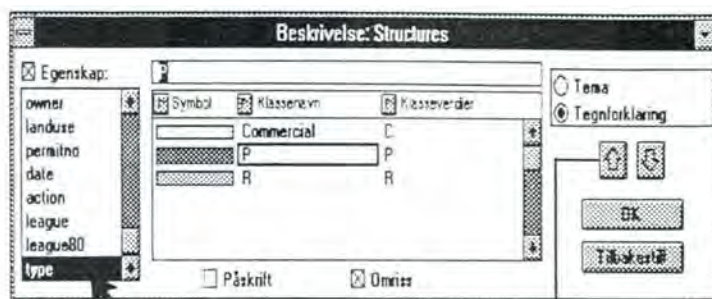 Beskrivelse: Structures
Egenskap:
owner
landuse
permitno
date
action
league
league80
type
P
Symbol Klassenavn Klasseverdier
Commercial C
P P
R R
Påskrift Omriss
Tema
Tegnforklaring
OK
Tilbakestill